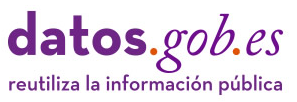 datos.gob.es
reutiliza la información pública